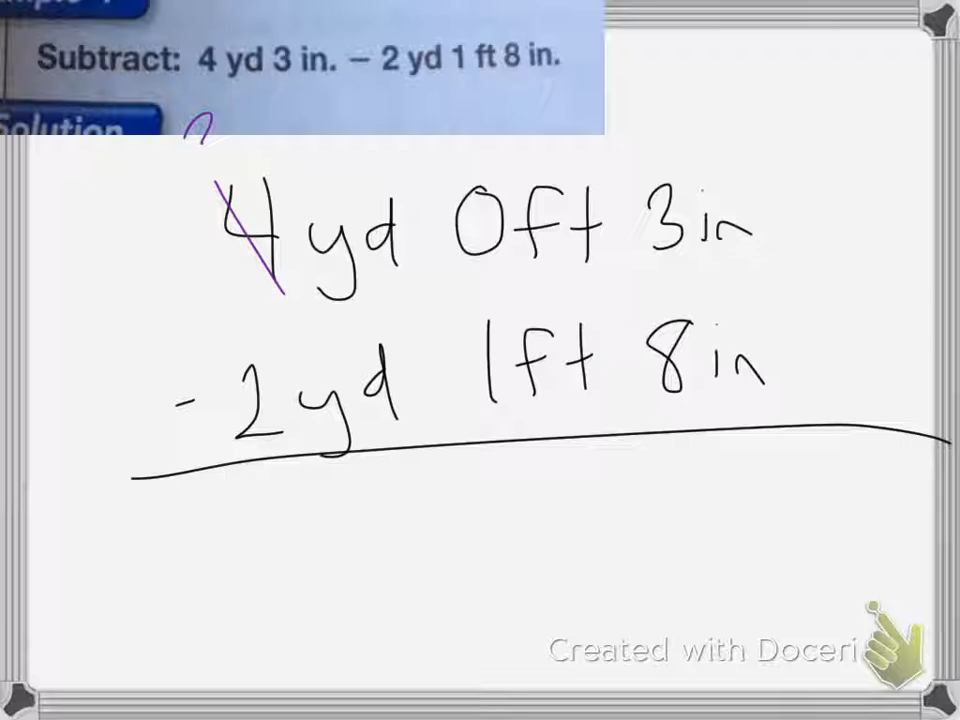 Subtract: 4 yd 3 in. – 2 yd 1 ft 8 in.
Solution
4 yd 0 ft 3 in
- 2 yd 1 ft 8 in
Created with Doceri